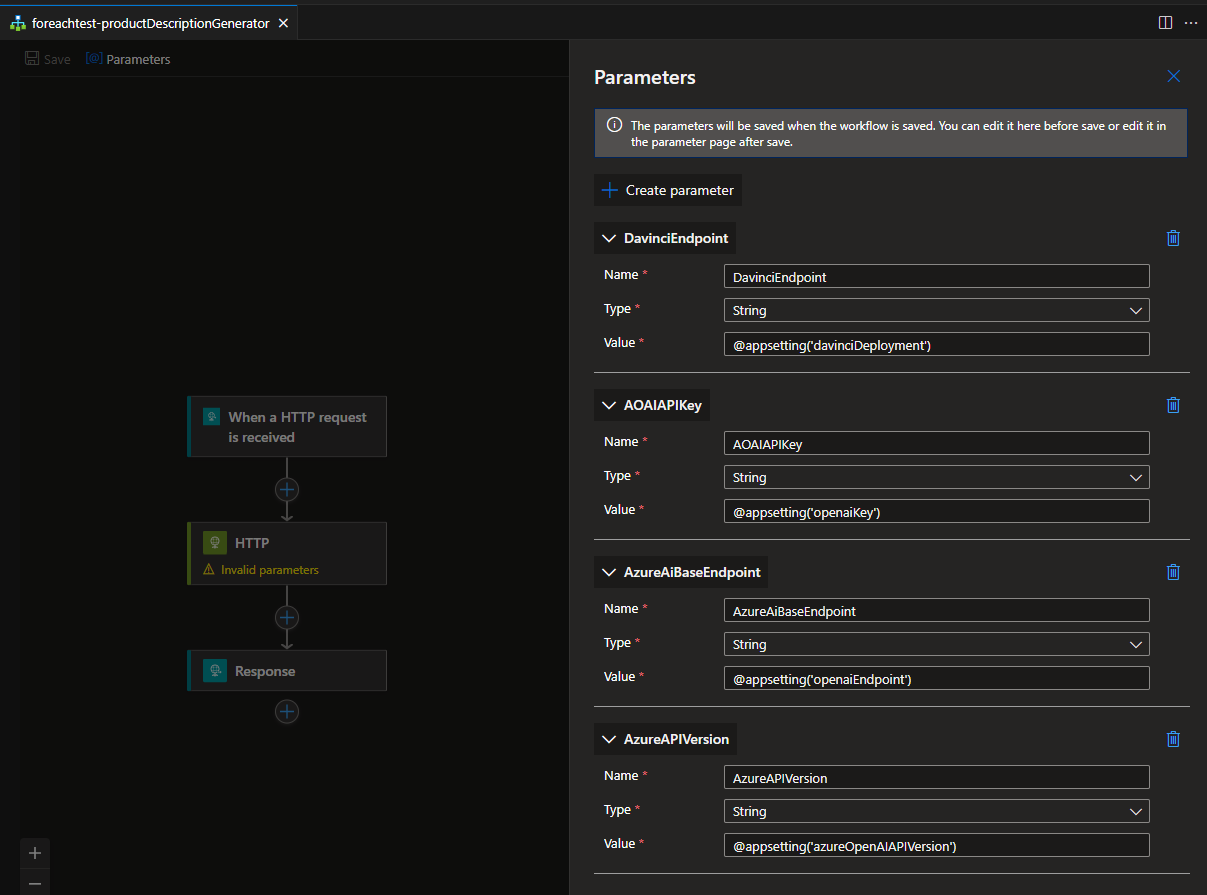 foreachtest-productDescriptionGenerator
Save
Parameters
When a HTTP request
is received
HTTP
Invalid parameters
Response
Parameters
The parameters will be saved when the workflow is saved. You can edit it here before save or edit it in
the parameter page after save.
Create parameter
DavinciEndpoint
Name * DavinciEndpoint
Type * String
Value * @appsetting('davinciDeployment')
AOAIAPIKey
Name * AOAIAPIKey
Type * String
Value * @appsetting('openaiKey')
AzureAiBaseEndpoint
Name * AzureAiBaseEndpoint
Type * String
Value * @appsetting('openaiEndpoint')
AzureAPIVersion
Name * AzureAPIVersion
Type * String
Value * @appsetting('azureOpenAIAPIVersion')